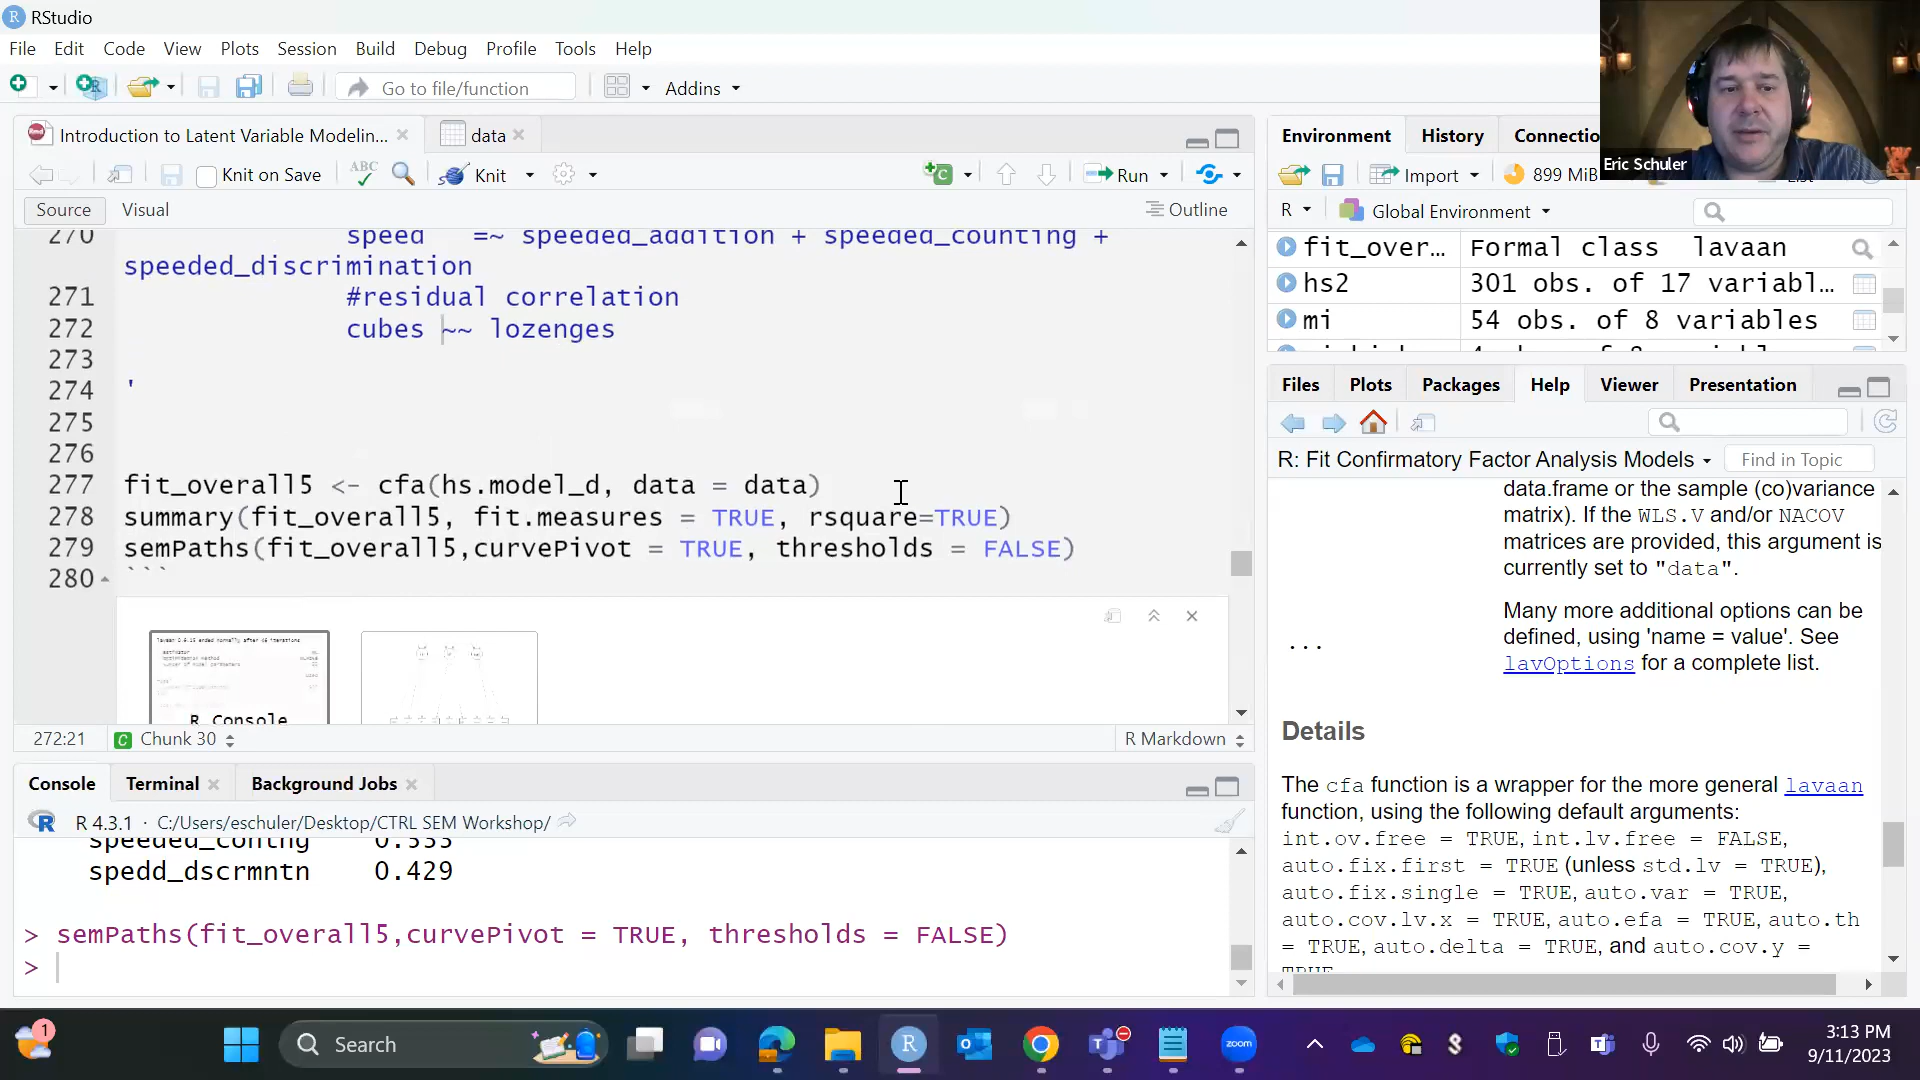 RStudio
File Edit Code View Plots Session Build Debug Profile Tools Help
Go to file/function
Addins
Eric Schuler
Introduction to Latent Variable Modelin...
data
Knit on Save
ABC
Knit
Run
Source
Visual
Outline
270 speed =~ speeded_addition + speeded_counting +
speeded_discrimination
271 #residual correlation
272 cubes ~~ lozenges
273
274 '
275
276
277 fit_overall5 <- cfa(hs.model_d, data = data)
278 summary(fit_overall5, fit.measures = TRUE, rsquare=TRUE)
279 semPaths(fit_overall5,curvePivot = TRUE, thresholds = FALSE)
280 ```
R Console
272:21
Chunk 30
R Markdown
Console
Terminal
Background Jobs
R 4.3.1 · C:/Users/eschuler/Desktop/CTRL SEM Workshop/
spedd_dscrmntn 0.429
> semPaths(fit_overall5,curvePivot = TRUE, thresholds = FALSE)
>
Environment
History
Connectio
Import
899 MiB
R
Global Environment
fit_over... Formal class lavaan
hs2 301 obs. of 17 variabl...
mi 54 obs. of 8 variables
Files
Plots
Packages
Help
Viewer
Presentation
R: Fit Confirmatory Factor Analysis Models
Find in Topic
data.frame or the sample (co)variance
matrix). If the WLS.V and/or NACOV
matrices are provided, this argument is
currently set to "data".
...
Many more additional options can be
defined, using 'name = value'. See
lavOptions for a complete list.
Details
The cfa function is a wrapper for the more general lavaan
function, using the following default arguments:
int.ov.free = TRUE, int.lv.free = FALSE,
auto.fix.first = TRUE (unless std.lv = TRUE),
auto.fix.single = TRUE, auto.var = TRUE,
auto.cov.lv.x = TRUE, auto.efa = TRUE, auto.th
= TRUE, auto.delta = TRUE, and auto.cov.y =
TRUE
1
Search
zoom
3:13 PM
9/11/2023